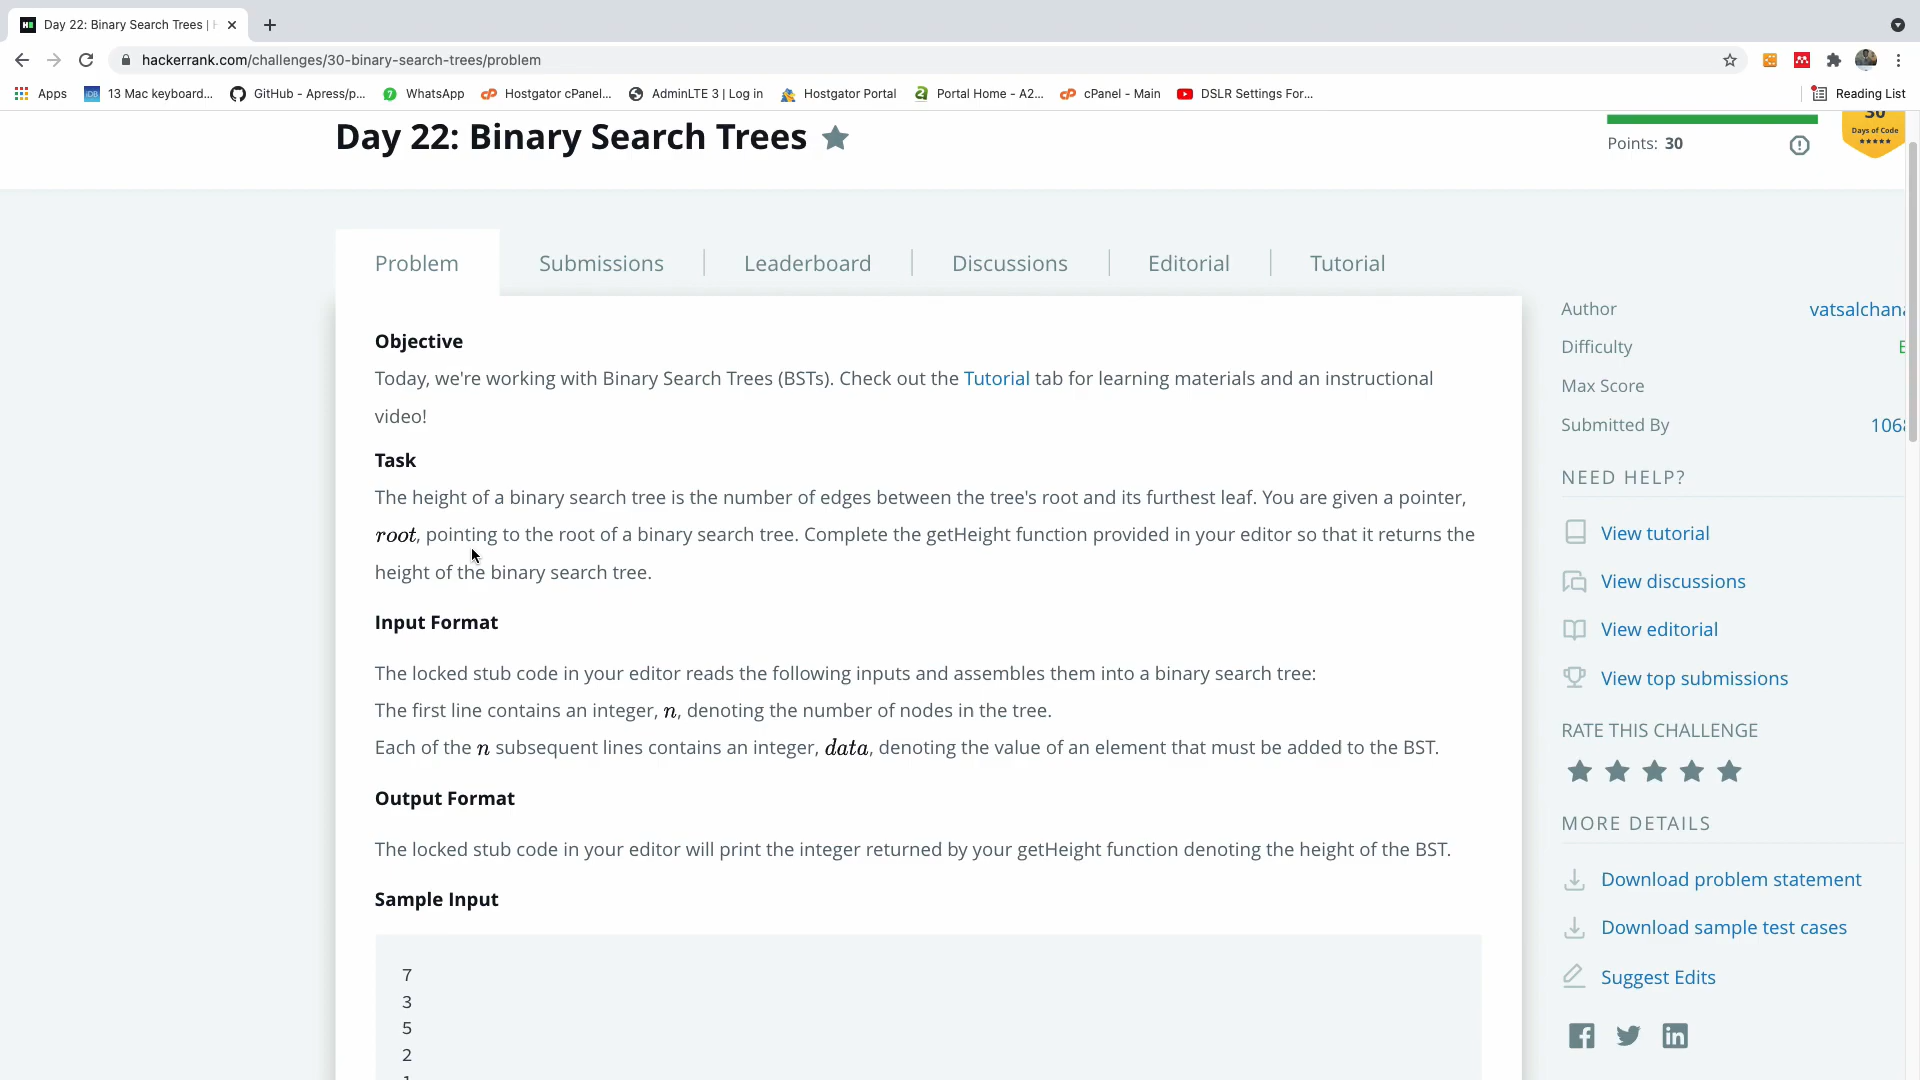 Day 22: Binary Search Trees |
hackerrank.com/challenges/30-binary-search-trees/problem
Apps 13 Mac keyboard... GitHub - Apress/p... WhatsApp Hostgator cPanel... AdminLTE 3 | Log in Hostgator Portal Portal Home - A2... cPanel - Main DSLR Settings For... Reading List
Day 22: Binary Search Trees
Points: 30
30
Days of Code
Problem Submissions Leaderboard Discussions Editorial Tutorial
Objective
Today, we're working with Binary Search Trees (BSTs). Check out the Tutorial tab for learning materials and an instructional
video!
Task
The height of a binary search tree is the number of edges between the tree's root and its furthest leaf. You are given a pointer,
root, pointing to the root of a binary search tree. Complete the getHeight function provided in your editor so that it returns the
height of the binary search tree.
Input Format
The locked stub code in your editor reads the following inputs and assembles them into a binary search tree:
The first line contains an integer, n, denoting the number of nodes in the tree.
Each of the n subsequent lines contains an integer, data, denoting the value of an element that must be added to the BST.
Output Format
The locked stub code in your editor will print the integer returned by your getHeight function denoting the height of the BST.
Sample Input
7
3
5
2
Author vatsalchana
Difficulty E
Max Score
Submitted By 106
NEED HELP?
View tutorial
View discussions
View editorial
View top submissions
RATE THIS CHALLENGE
MORE DETAILS
Download problem statement
Download sample test cases
Suggest Edits